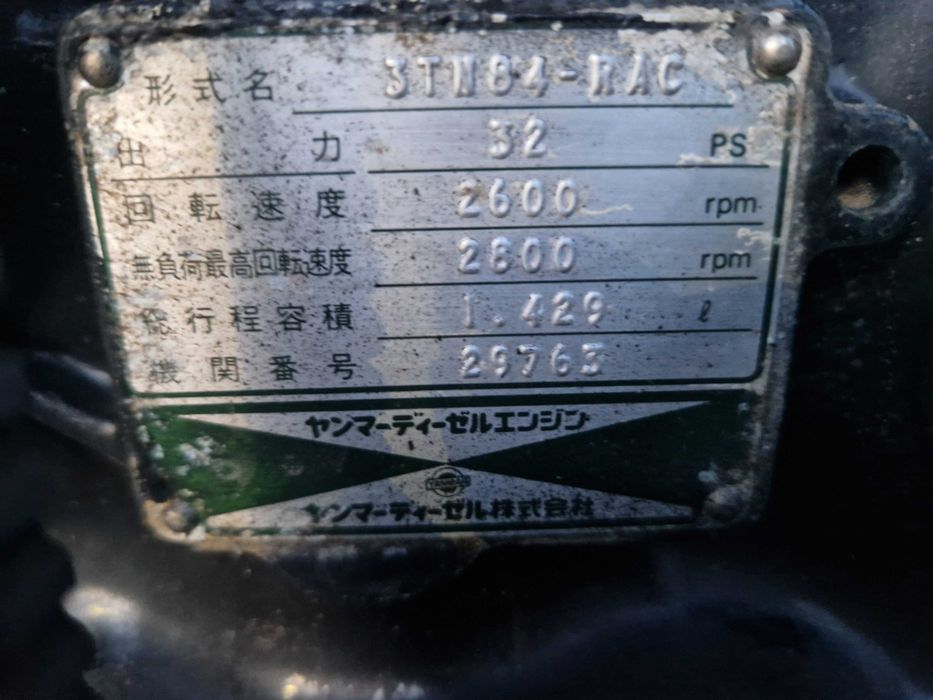 形式名 3TN84-RAC
出力 32 PS
回転速度 2600 rpm
無負荷最高回転速度 2800 rpm
総行程容積 1.429 ℓ
機関番号 29763
ヤンマーディーゼルエンジン
YANMAR
ヤンマーディーゼル株式会社